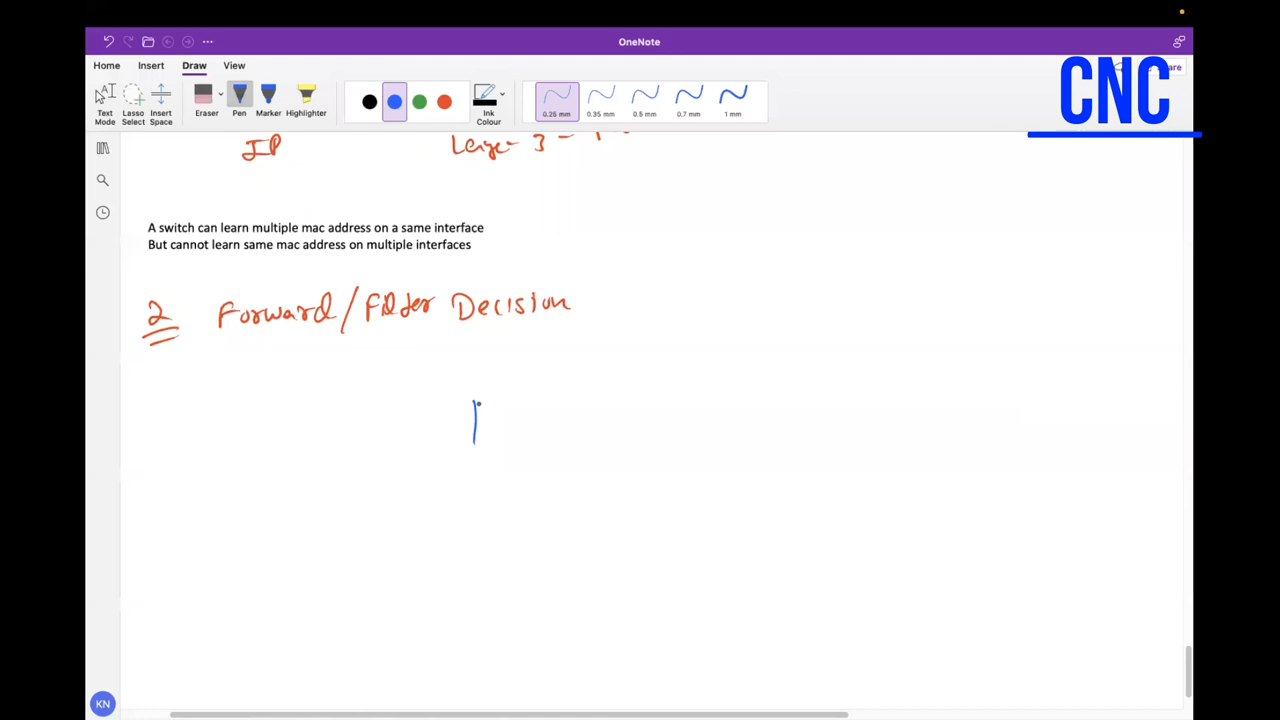 OneNote
Home Insert Draw View
CNC
Text Mode
Lasso Select
Insert Space
Eraser
Pen
Marker
Highlighter
Ink Colour
0.25 mm
0.35 mm
0.5 mm
0.7 mm
1 mm
IP
Layer - 3 -
A switch can learn multiple mac address on a same interface
But cannot learn same mac address on multiple interfaces
2 Forward/Filter Decision
KN